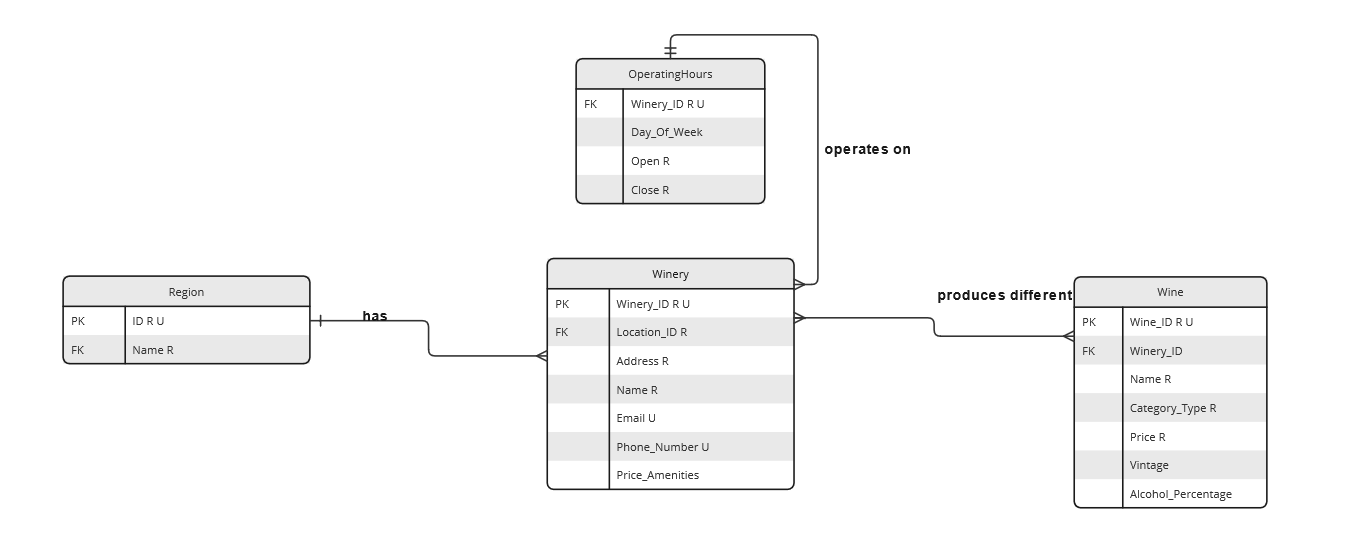 OperatingHours
FK Winery_ID R U
Day_Of_Week
Open R
Close R
operates on
Region
PK ID R U
FK Name R
has
Winery
PK Winery_ID R U
FK Location_ID R
Address R
Name R
Email U
Phone_Number U
Price_Amenities
produces different
Wine
PK Wine_ID R U
FK Winery_ID
Name R
Category_Type R
Price R
Vintage
Alcohol_Percentage